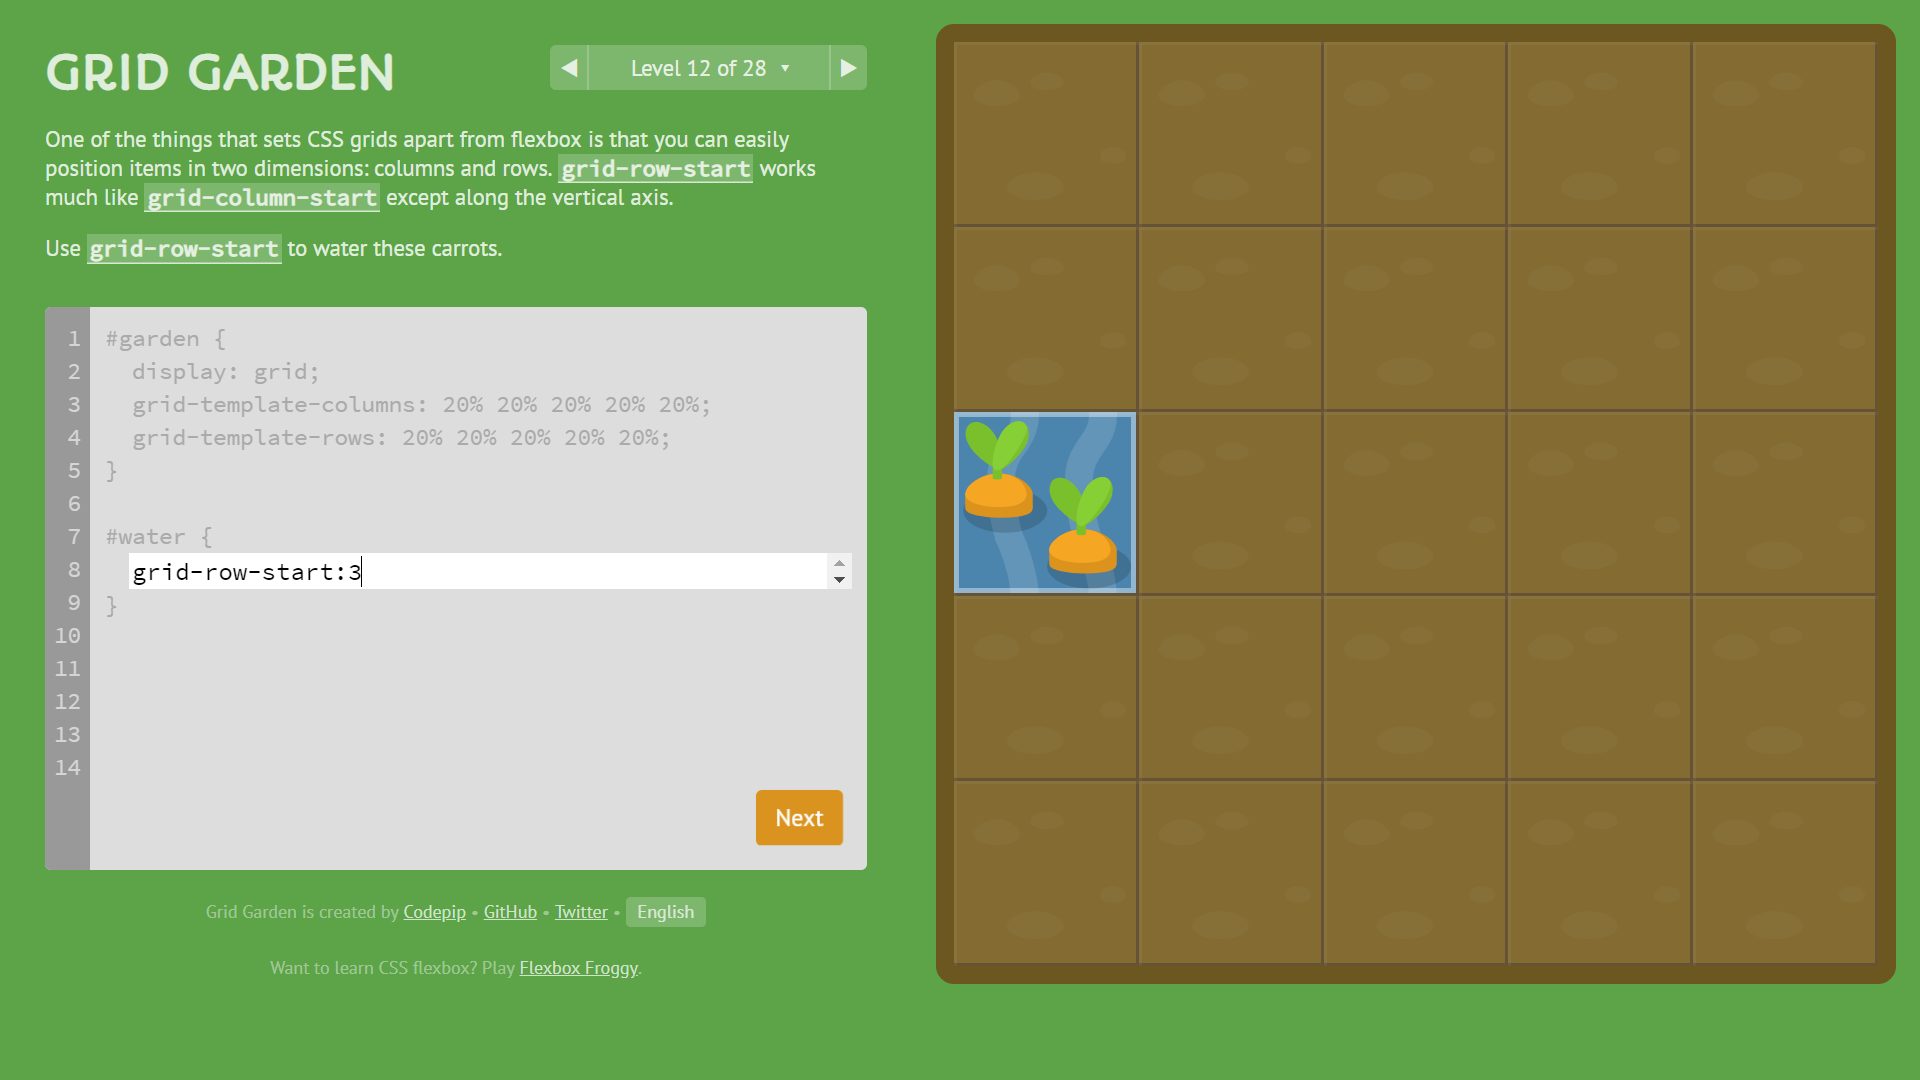 GRID GARDEN
Level 12 of 28
One of the things that sets CSS grids apart from flexbox is that you can easily
position items in two dimensions: columns and rows. grid-row-start works
much like grid-column-start except along the vertical axis.
Use grid-row-start to water these carrots.
1 #garden {
2 display: grid;
3 grid-template-columns: 20% 20% 20% 20% 20%;
4 grid-template-rows: 20% 20% 20% 20% 20%;
5 }
6
7 #water {
8 grid-row-start:3
9 }
10
11
12
13
14
Next
Grid Garden is created by Codepip • GitHub • Twitter • English
Want to learn CSS flexbox? Play Flexbox Froggy.